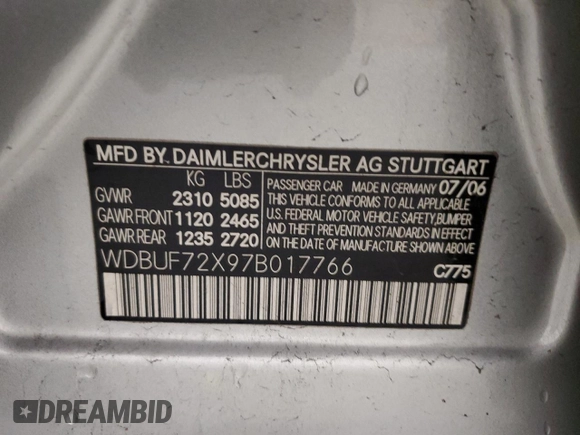 MFD BY DAIMLERCHRYSLER AG STUTTGART
KG LBS
GVWR 2310 5085
GAWR FRONT 1120 2465
GAWR REAR 1235 2720
PASSENGER CAR MADE IN GERMANY 07/06
THIS VEHICLE CONFORMS TO ALL APPLICABLE
U.S. FEDERAL MOTOR VEHICLE SAFETY, BUMPER
AND THEFT PREVENTION STANDARDS IN EFFECT
ON THE DATE OF MANUFACTURE SHOWN ABOVE
WDBUF72X97B017766
C775
DREAMBID